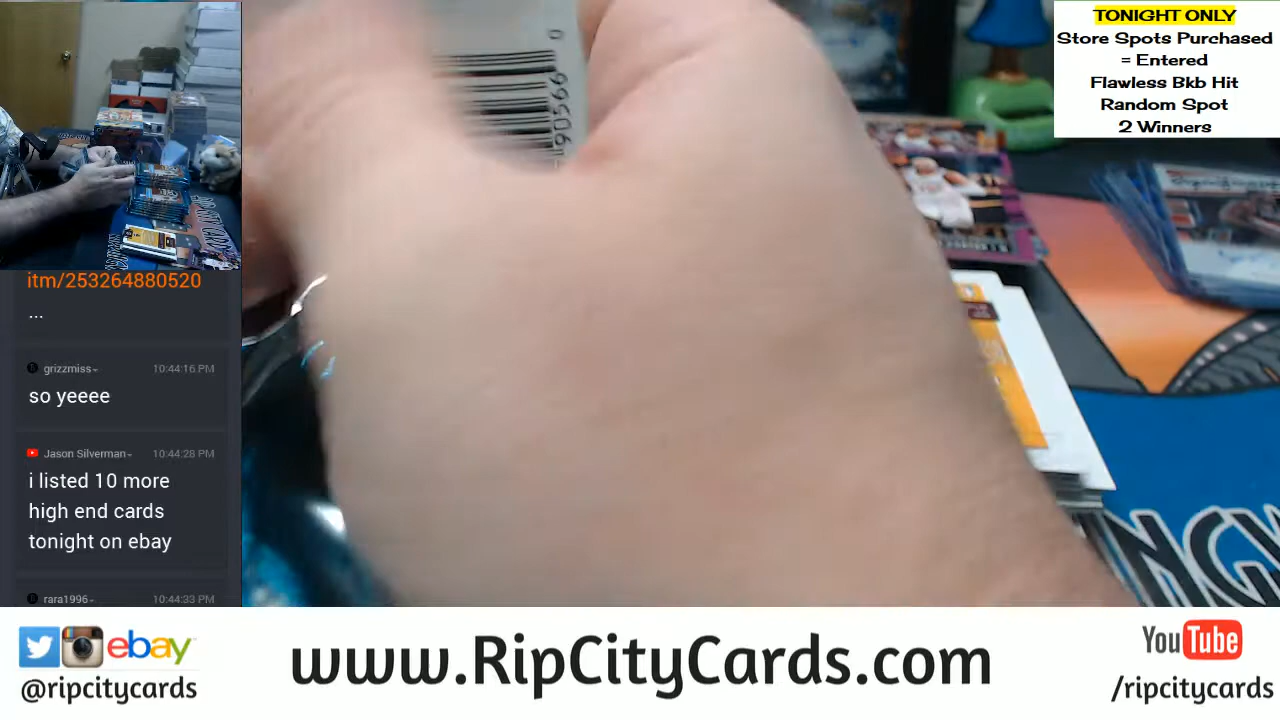 TONIGHT ONLY
Store Spots Purchased
= Entered
Flawless Bkb Hit
Random Spot
2 Winners
0
90566
itm/253264880520
...
grizzmiss
10:44:16 PM
so yeeee
Jason Silverman
10:44:28 PM
i listed 10 more
high end cards
tonight on ebay
rara1996
10:44:33 PM
ebay
@ripcitycards
www.RipCityCards.com
YouTube
/ripcitycards